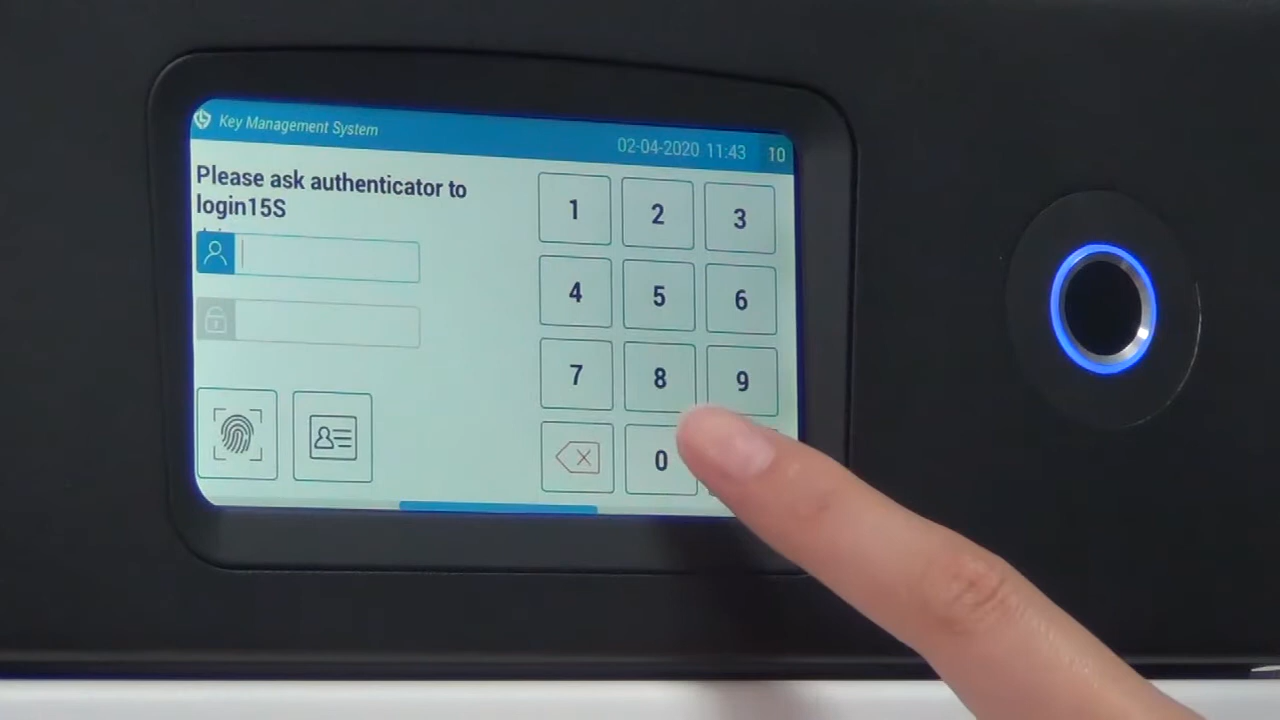 Key Management System
02-04-2020 11:43 10
Please ask authenticator to
login15S
1 2 3
4 5 6
7 8 9
0